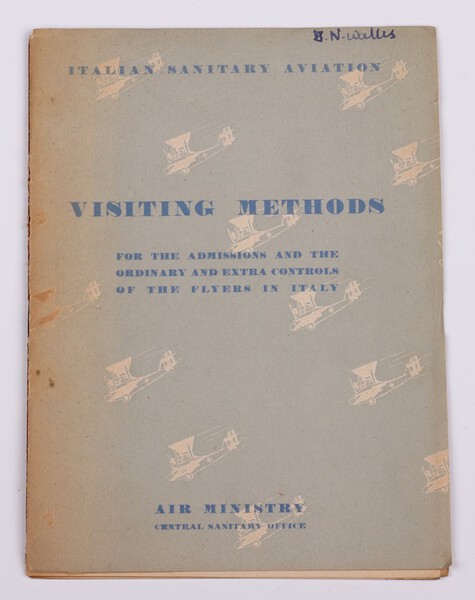 B. N. Wallis
ITALIAN SANITARY AVIATION
VISITING METHODS
FOR THE ADMISSIONS AND THE
ORDINARY AND EXTRA CONTROLS
OF THE FLYERS IN ITALY
AIR MINISTRY
CENTRAL SANITARY OFFICE